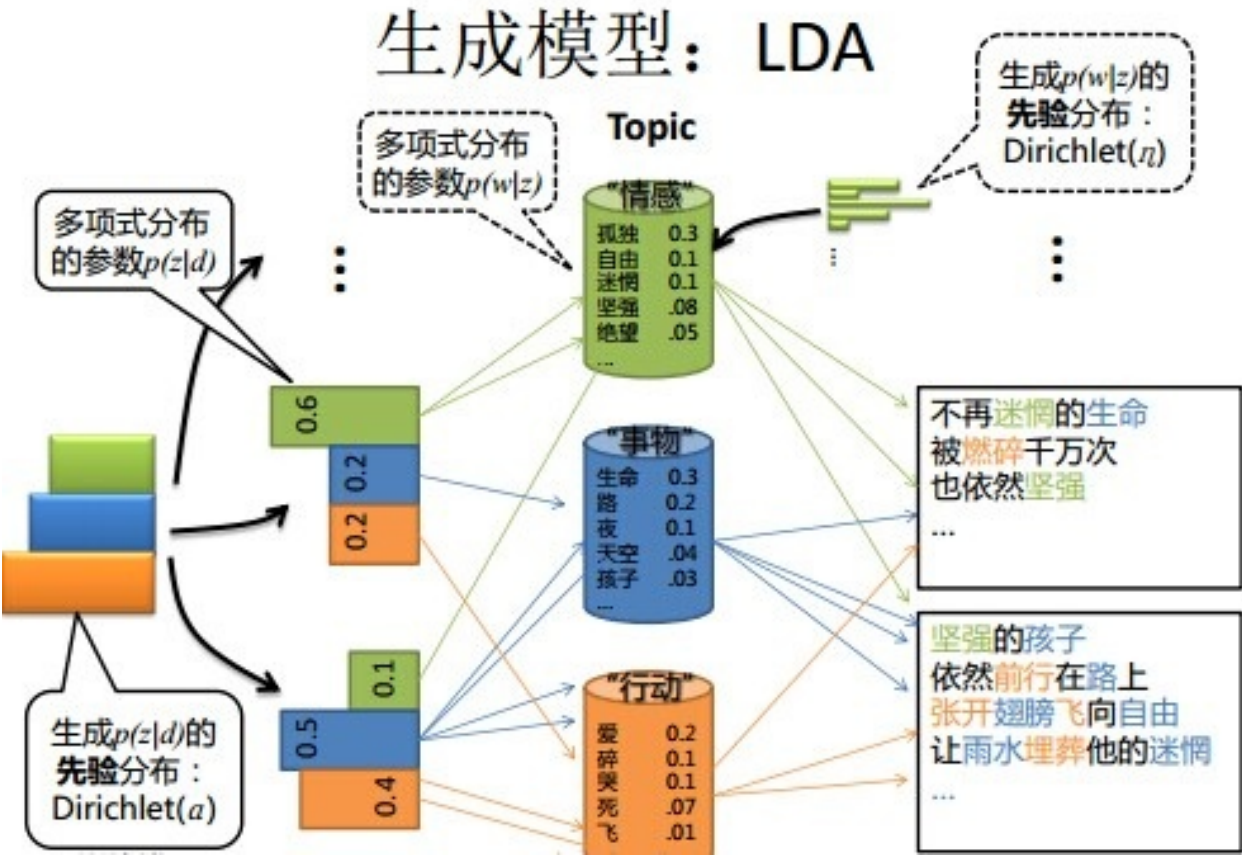 生成模型：LDA
生成p(w|z)的
先验分布：
Dirichlet(η)
多项式分布
的参数p(w|z)
Topic
多项式分布
的参数p(z|d)
“情感”
孤独 0.3
自由 0.1
迷惘 0.1
坚强 .08
绝望 .05
...
...
...
...
0.6
0.2
0.2
“事物”
生命 0.3
路 0.2
夜 0.1
天空 .04
孩子 .03
...
不再迷惘的生命
被燃碎千万次
也依然坚强
...
0.1
0.5
0.4
“行动”
爱 0.2
碎 0.1
哭 0.1
死 .07
飞 .01
坚强的孩子
依然前行在路上
张开翅膀飞向自由
让雨水埋葬他的迷惘
...
生成p(z|d)的
先验分布：
Dirichlet(a)